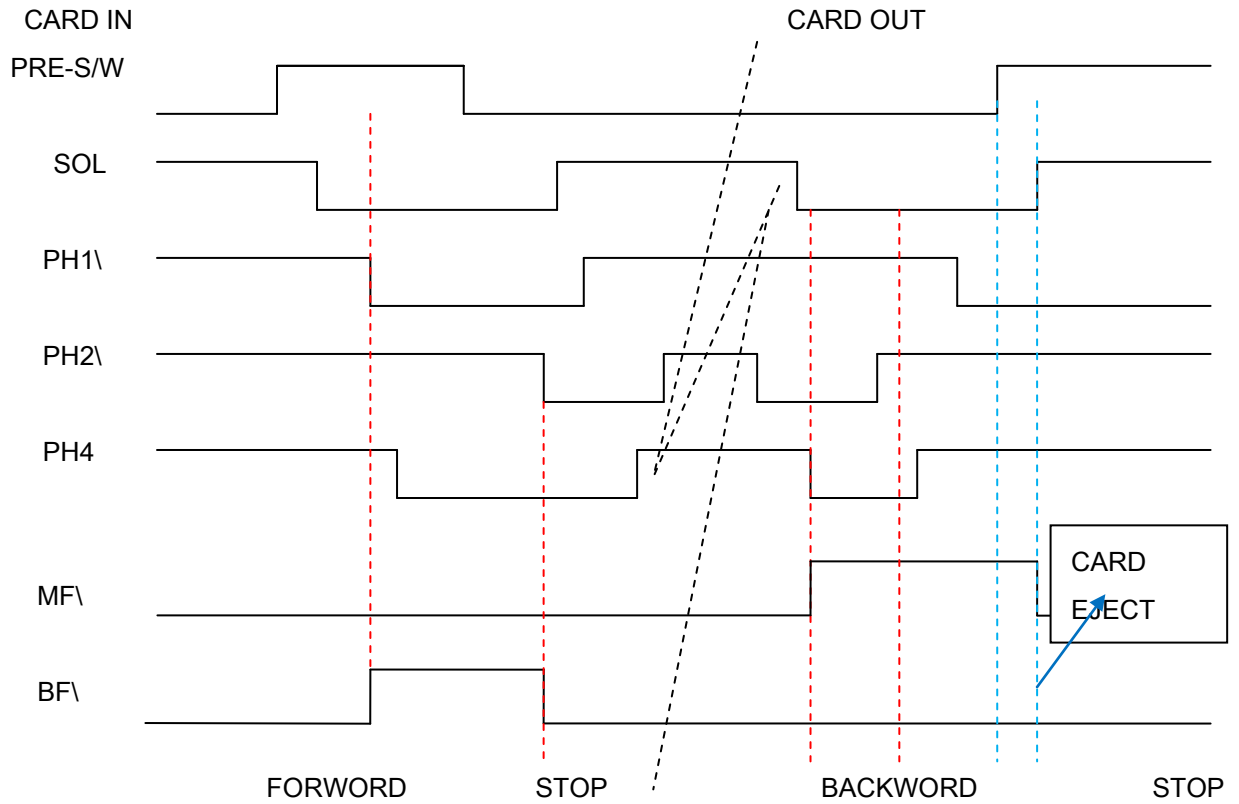 CARD IN
CARD OUT
PRE-S/W
SOL
PH1\
PH2\
PH4
MF\
CARD
EJECT
BF\
FORWORD
STOP
BACKWORD
STOP